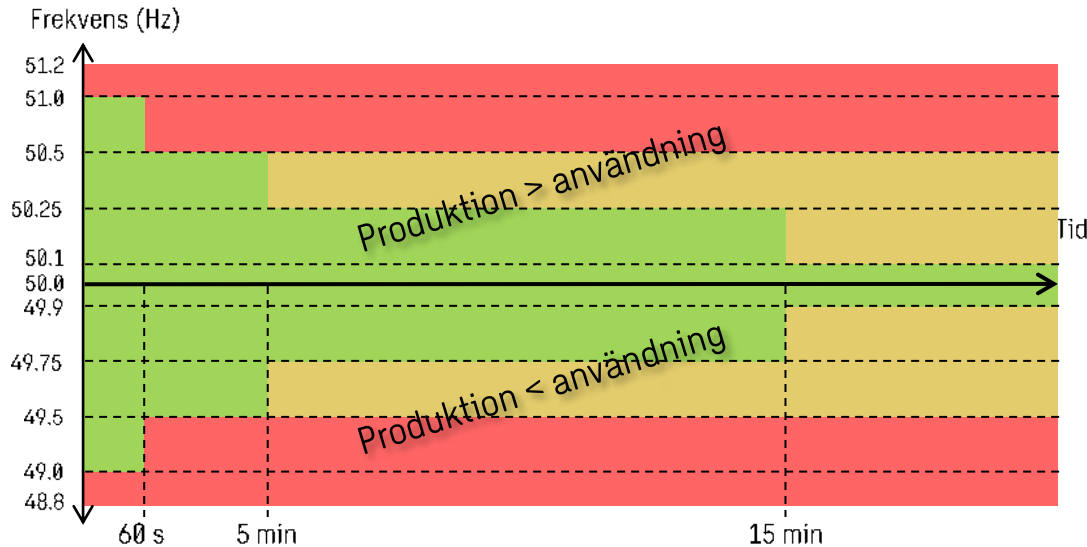 Frekvens (Hz)
51.2
51.0
50.5
Produktion > användning
50.25
Tid
50.1
50.0
49.9
49.75
Produktion < användning
49.5
49.0
48.8
60 s
5 min
15 min